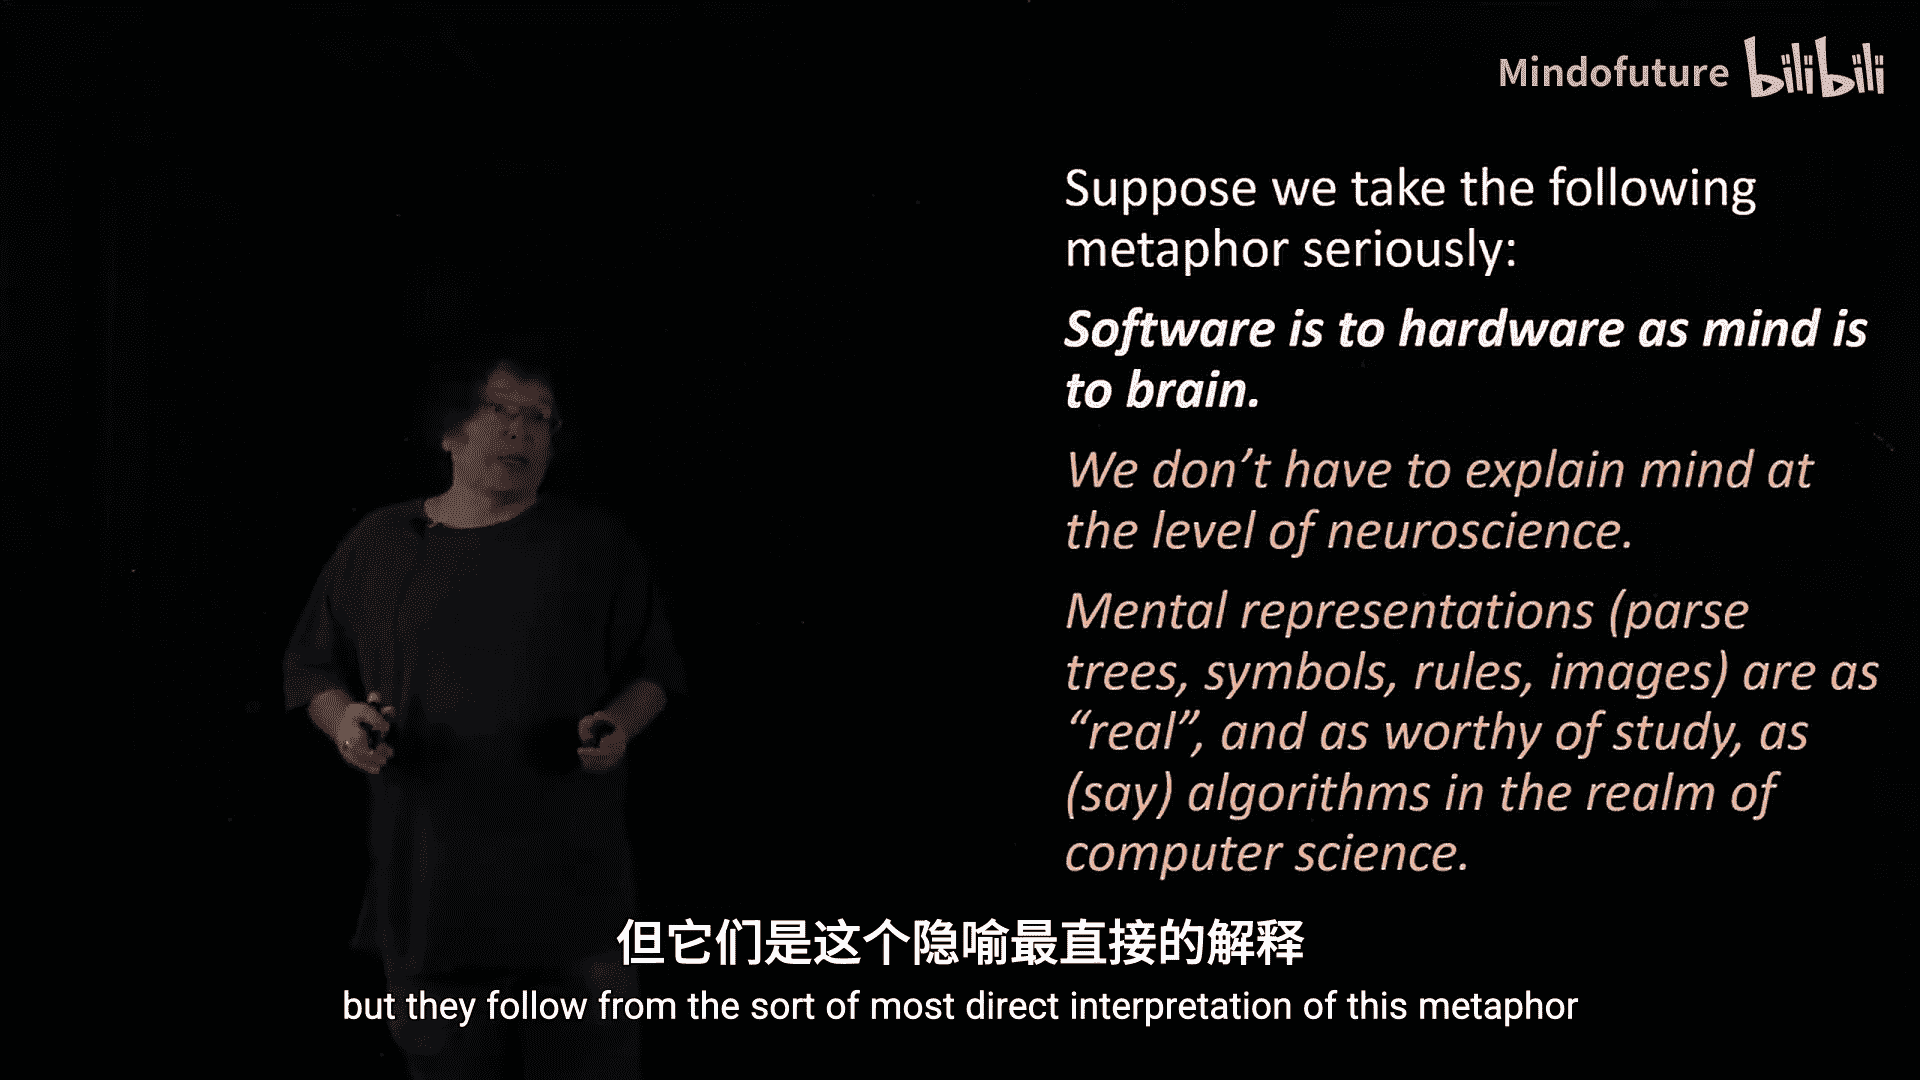 Mindofuture bilibili
Suppose we take the following
metaphor seriously:
Software is to hardware as mind is
to brain.
We don’t have to explain mind at
the level of neuroscience.
Mental representations (parse
trees, symbols, rules, images) are as
“real”, and as worthy of study, as
(say) algorithms in the realm of
computer science.
但它们是这个隐喻最直接的解释
but they follow from the sort of most direct interpretation of this metaphor